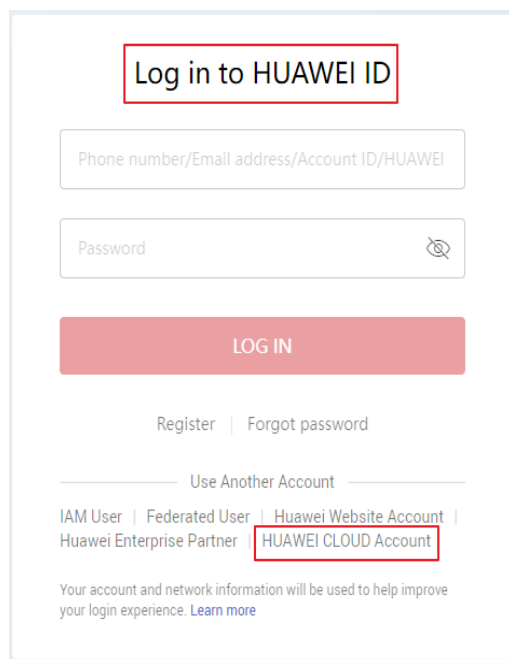 Log in to HUAWEI ID
Phone number/Email address/Account ID/HUAWEI
Password
LOG IN
Register | Forgot password
Use Another Account
IAM User | Federated User | Huawei Website Account |
Huawei Enterprise Partner | HUAWEI CLOUD Account
Your account and network information will be used to help improve
your login experience. Learn more